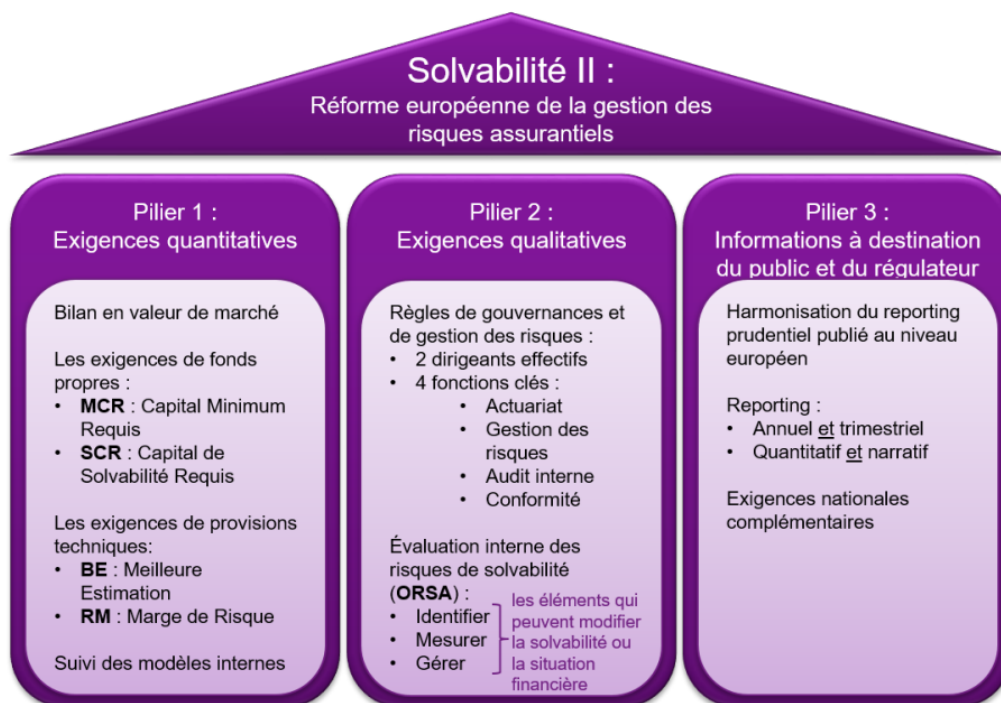 Solvabilité II :
Réforme européenne de la gestion des
risques assurantiels
Pilier 1 :
Exigences quantitatives
Bilan en valeur de marché
Les exigences de fonds
propres :
• MCR : Capital Minimum
Requis
• SCR : Capital de
Solvabilité Requis
Les exigences de provisions
techniques:
• BE : Meilleure
Estimation
• RM : Marge de Risque
Suivi des modèles internes
Pilier 2 :
Exigences qualitatives
Règles de gouvernances et
de gestion des risques :
• 2 dirigeants effectifs
• 4 fonctions clés :
• Actuariat
• Gestion des
risques
• Audit interne
• Conformité
Évaluation interne des
risques de solvabilité
(ORSA) :
• Identifier
• Mesurer
• Gérer
les éléments qui
peuvent modifier
la solvabilité ou
la situation
financière
Pilier 3 :
Informations à destination
du public et du régulateur
Harmonisation du reporting
prudentiel publié au niveau
européen
Reporting :
• Annuel et trimestriel
• Quantitatif et narratif
Exigences nationales
complémentaires